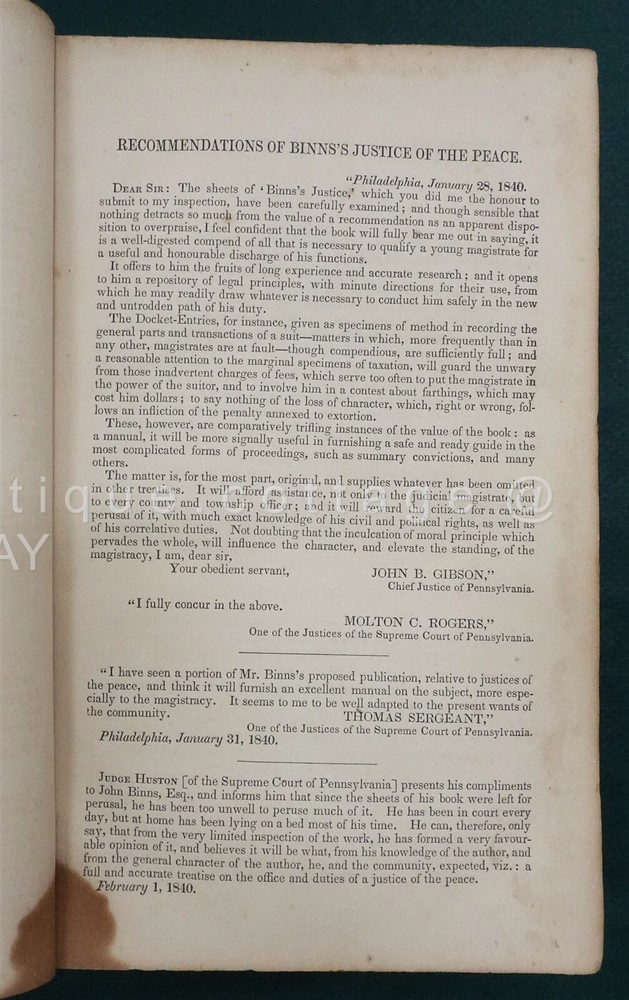 RECOMMENDATIONS OF BINNS'S JUSTICE OF THE PEACE.
"Philadelphia, January 28, 1840.
DEAR SIR: The sheets of 'Binns's Justice,' which you did me the honour to
submit to my inspection, have been carefully examined; and though sensible that
nothing detracts so much from the value of a recommendation as an apparent dispo-
sition to overpraise, I feel confident that the book will fully bear me out in saying, it
is a well-digested compend of all that is necessary to qualify a young magistrate for
a useful and honourable discharge of his functions.
It offers to him the fruits of long experience and accurate research; and it opens
to him a repository of legal principles, with minute directions for their use, from
which he may readily draw whatever is necessary to conduct him safely in the new
and untrodden path of his duty.
The Docket-Entries, for instance, given as specimens of method in recording the
general parts and transactions of a suit—matters in which, more frequently than in
any other, magistrates are at fault—though compendious, are sufficiently full; and
a reasonable attention to the marginal specimens of taxation, will guard the unwary
from those inadvertent charges of fees, which serve too often to put the magistrate in
the power of the suitor, and to involve him in a contest about farthings, which may
cost him dollars; to say nothing of the loss of character, which, right or wrong, fol-
lows an infliction of the penalty annexed to extortion.
These, however, are comparatively trifling instances of the value of the book: as
a manual, it will be more signally useful in furnishing a safe and ready guide in the
most complicated forms of proceedings, such as summary convictions, and many
others.
The matter is, for the most part, original, and supplies whatever has been omitted
in other treatises. It will afford assistance, not only to the judicial magistrate, but
to every county and township officer; and it will reward the citizen for a careful
perusal of it, with much exact knowledge of his civil and political rights, as well as
of his correlative duties. Not doubting that the inculcation of moral principle which
pervades the whole, will influence the character, and elevate the standing, of the
magistracy, I am, dear sir,
Your obedient servant, JOHN B. GIBSON,"
Chief Justice of Pennsylvania.
"I fully concur in the above.
MOLTON C. ROGERS,"
One of the Justices of the Supreme Court of Pennsylvania.
"I have seen a portion of Mr. Binns's proposed publication, relative to justices of
the peace, and think it will furnish an excellent manual on the subject, more espe-
cially to the magistracy. It seems to me to be well adapted to the present wants of
the community. THOMAS SERGEANT,"
One of the Justices of the Supreme Court of Pennsylvania.
Philadelphia, January 31, 1840.
JUDGE HUSTON [of the Supreme Court of Pennsylvania] presents his compliments
to John Binns, Esq., and informs him that since the sheets of his book were left for
perusal, he has been too unwell to peruse much of it. He has been in court every
day, but at home has been lying on a bed most of his time. He can, therefore, only
say, that from the very limited inspection of the work, he has formed a very favour-
able opinion of it, and believes it will be what, from his knowledge of the author, and
from the general character of the author, he, and the community, expected, viz.: a
full and accurate treatise on the office and duties of a justice of the peace.
February 1, 1840.